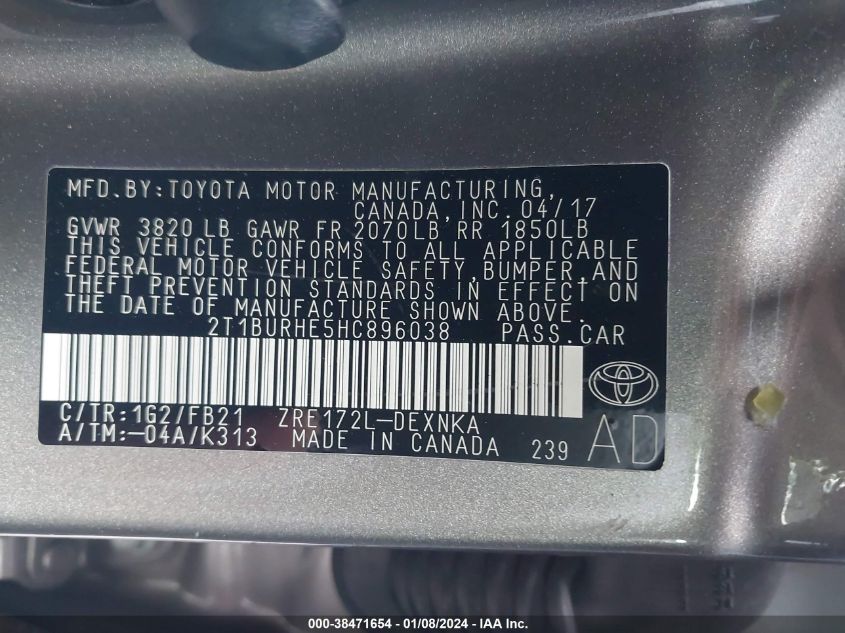 MFD.BY:TOYOTA MOTOR MANUFACTURING,
CANADA,INC. 04/17
GVWR 3820 LB GAWR FR 2070LB RR 1850LB
THIS VEHICLE CONFORMS TO ALL APPLICABLE
FEDERAL MOTOR VEHICLE SAFETY,BUMPER,AND
THEFT PREVENTION STANDARDS IN EFFECT ON
THE DATE OF MANUFACTURE SHOWN ABOVE.
2T1BURHE5HC896038 PASS.CAR
C/TR:1G2/FB21 ZRE172L-DEXNKA
A/TM:-04A/K313 MADE IN CANADA 239 AD
000-38471654 | 01/08/2024 | IAA Inc.